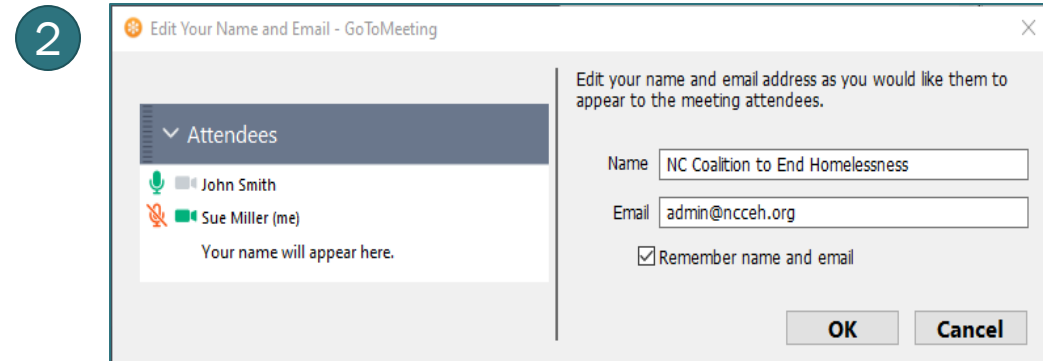 2
Edit Your Name and Email - GoToMeeting
Attendees
John Smith
Sue Miller (me)
Your name will appear here.
Edit your name and email address as you would like them to
appear to the meeting attendees.
Name NC Coalition to End Homelessness
Email admin@ncceh.org
Remember name and email
OK Cancel